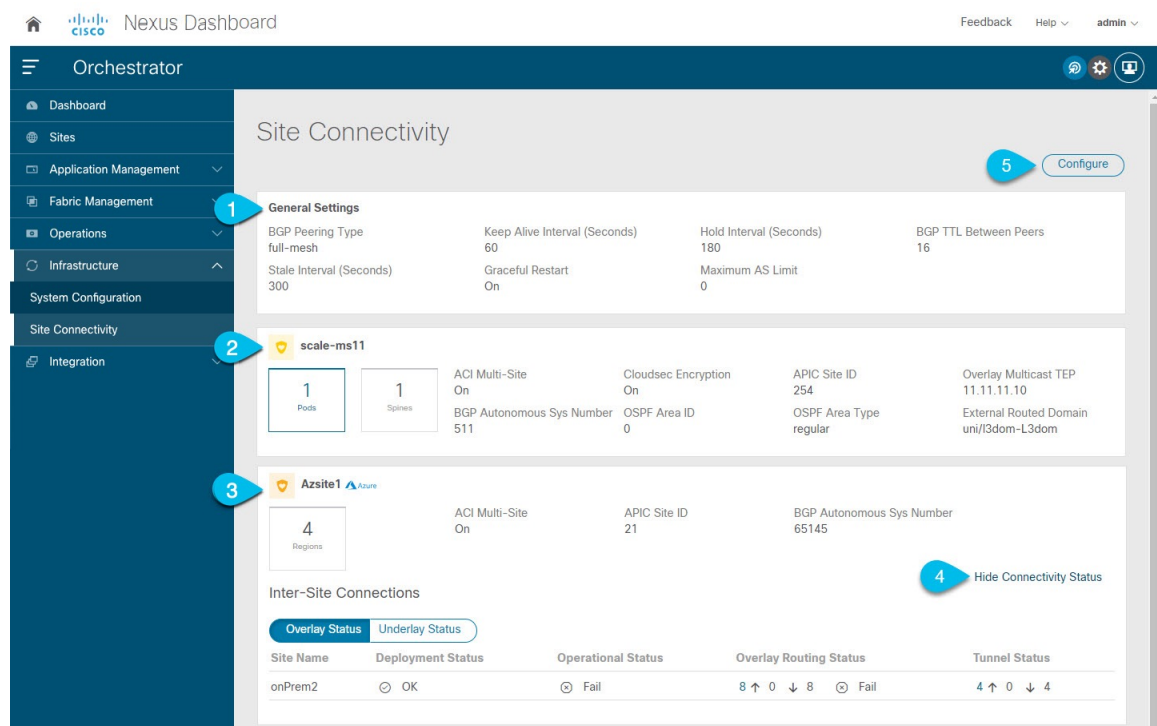 CISCO Nexus Dashboard Feedback Help admin
Orchestrator
Dashboard
Sites
Application Management
Fabric Management
Operations
Infrastructure
System Configuration
Site Connectivity
Integration
Site Connectivity
5 Configure
1 General Settings
BGP Peering Type Keep Alive Interval (Seconds) Hold Interval (Seconds) BGP TTL Between Peers
full-mesh 60 180 16
Stale Interval (Seconds) Graceful Restart Maximum AS Limit
300 On 0
2 scale-ms11
1 Pods
1 Spines
ACI Multi-Site Cloudsec Encryption APIC Site ID Overlay Multicast TEP
On On 254 11.11.11.10
BGP Autonomous Sys Number OSPF Area ID OSPF Area Type External Routed Domain
511 0 regular uni/l3dom-L3dom
3 Azsite1 Azure
4 Regions
ACI Multi-Site APIC Site ID BGP Autonomous Sys Number
On 21 65145
4 Hide Connectivity Status
Inter-Site Connections
Overlay Status Underlay Status
Site Name Deployment Status Operational Status Overlay Routing Status Tunnel Status
onPrem2 OK Fail 8 ↑ 0 ↓ 8 Fail 4 ↑ 0 ↓ 4